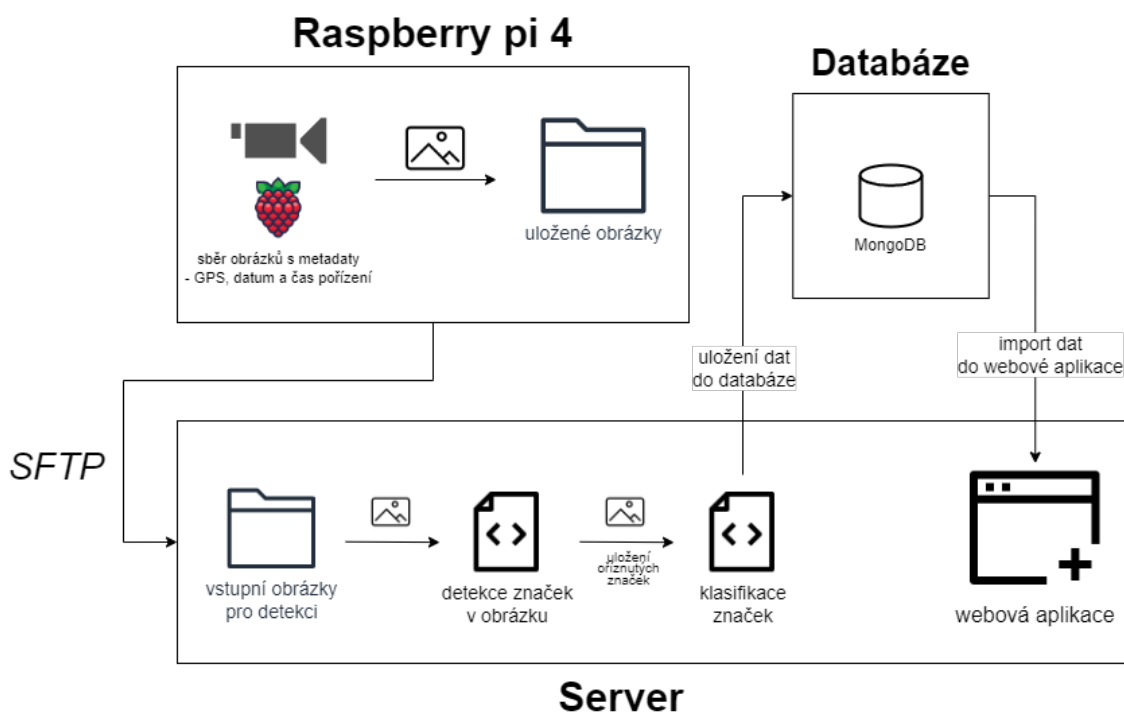 Raspberry pi 4
Databáze
sběr obrázků s metadaty
- GPS, datum a čas pořízení
uložené obrázky
MongoDB
uložení dat
do databáze
import dat
do webové aplikace
SFTP
vstupní obrázky
pro detekci
detekce značek
v obrázku
uložení
oříznutých
značek
klasifikace
značek
webová aplikace
Server